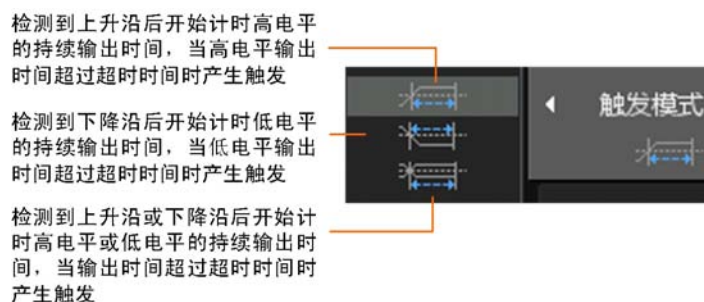 检测到上升沿后开始计时高电平
的持续输出时间，当高电平输出
时间超过超时时间时产生触发
检测到下降沿后开始计时低电平
的持续输出时间，当低电平输出
时间超过超时时间时产生触发
检测到上升沿或下降沿后开始计
时高电平或低电平的持续输出时
间，当输出时间超过超时时间时
产生触发
触发模式